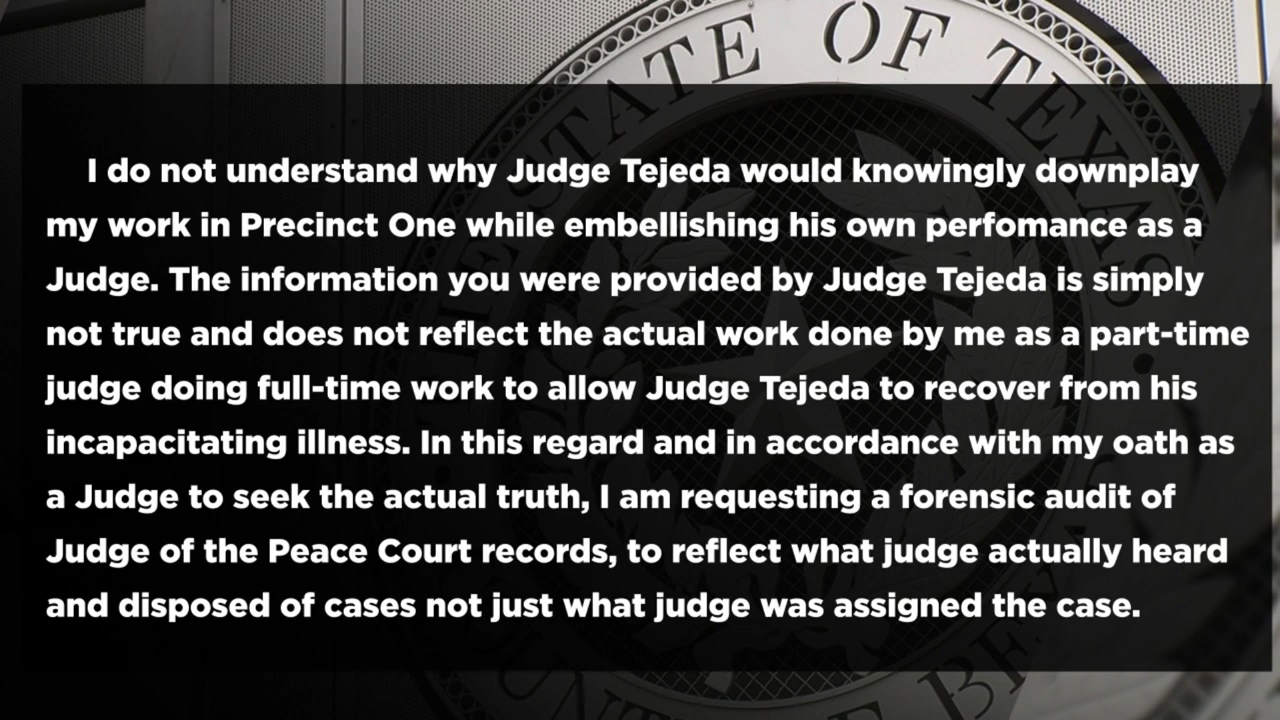 THE STATE OF TEXAS
I do not understand why Judge Tejeda would knowingly downplay
my work in Precinct One while embellishing his own perfomance as a
Judge. The information you were provided by Judge Tejeda is simply
not true and does not reflect the actual work done by me as a part-time
judge doing full-time work to allow Judge Tejeda to recover from his
incapacitating illness. In this regard and in accordance with my oath as
a Judge to seek the actual truth, I am requesting a forensic audit of
Judge of the Peace Court records, to reflect what judge actually heard
and disposed of cases not just what judge was assigned the case.